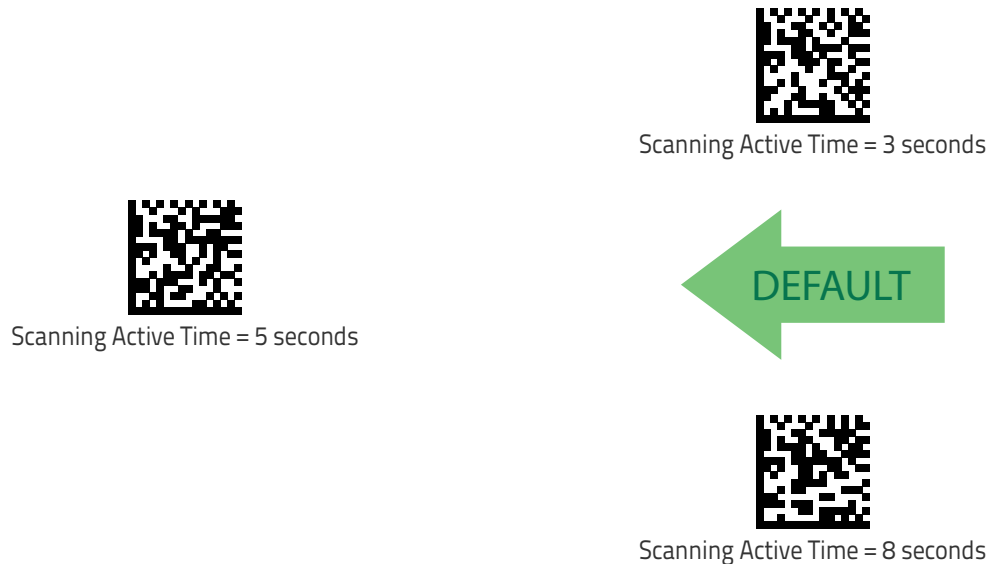 Scanning Active Time = 3 seconds
DEFAULT
Scanning Active Time = 5 seconds
Scanning Active Time = 8 seconds